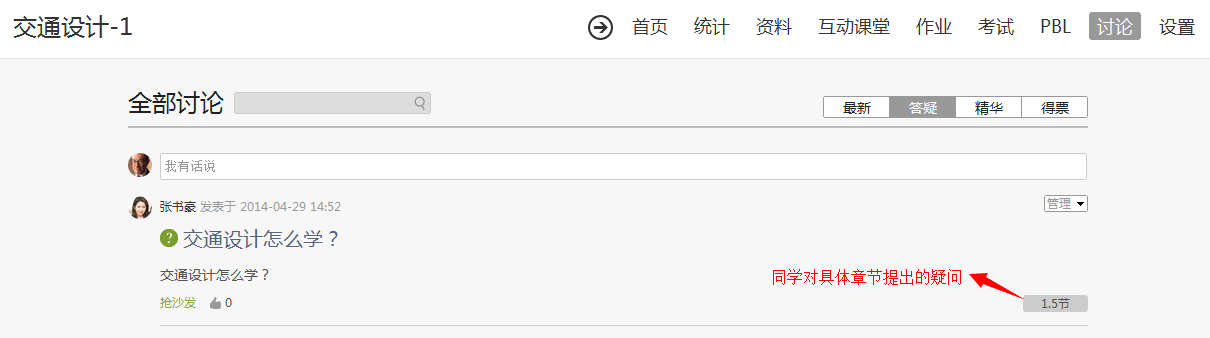 交通设计-1
首页 统计 资料 互动课堂 作业 考试 PBL 讨论 设置
全部讨论
最新 答疑 精华 得票
我有话说
张书豪 发表于 2014-04-29 14:52
管理
? 交通设计怎么学？
交通设计怎么学？
同学对具体章节提出的疑问
抢沙发 0
1.5节